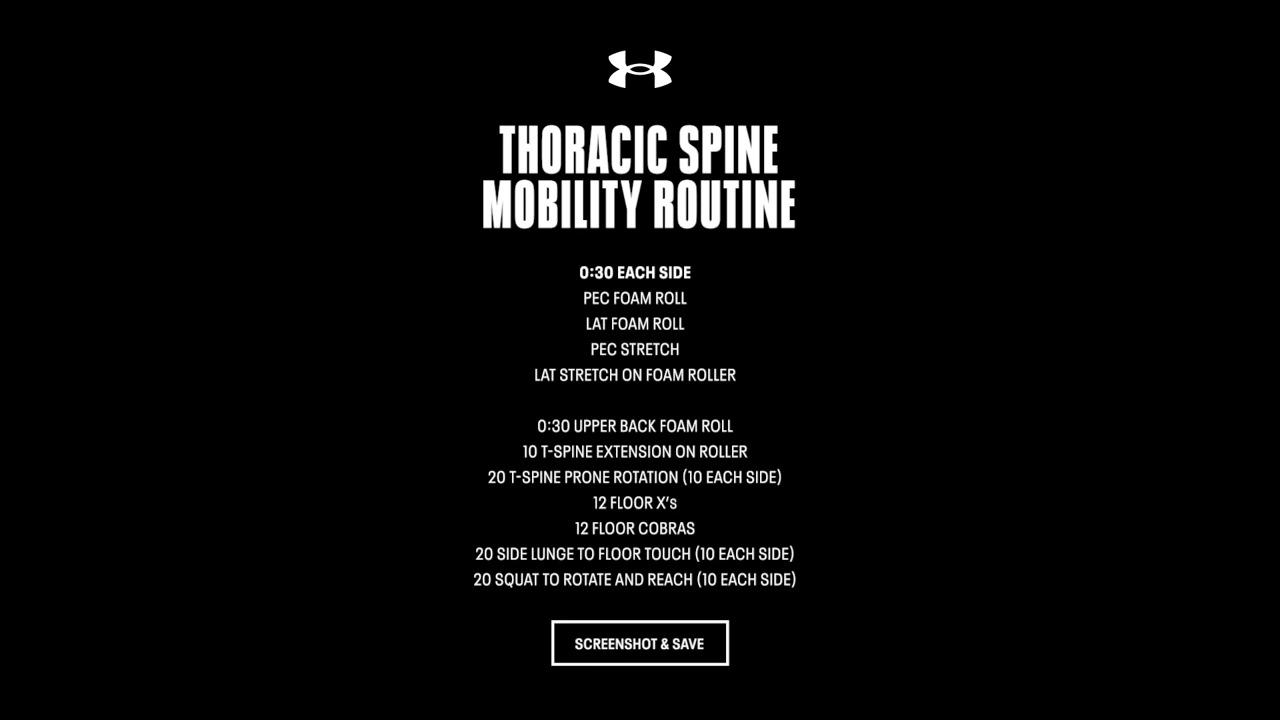 THORACIC SPINE
MOBILITY ROUTINE
0:30 EACH SIDE
PEC FOAM ROLL
LAT FOAM ROLL
PEC STRETCH
LAT STRETCH ON FOAM ROLLER
0:30 UPPER BACK FOAM ROLL
10 T-SPINE EXTENSION ON ROLLER
20 T-SPINE PRONE ROTATION (10 EACH SIDE)
12 FLOOR X's
12 FLOOR COBRAS
20 SIDE LUNGE TO FLOOR TOUCH (10 EACH SIDE)
20 SQUAT TO ROTATE AND REACH (10 EACH SIDE)
SCREENSHOT & SAVE